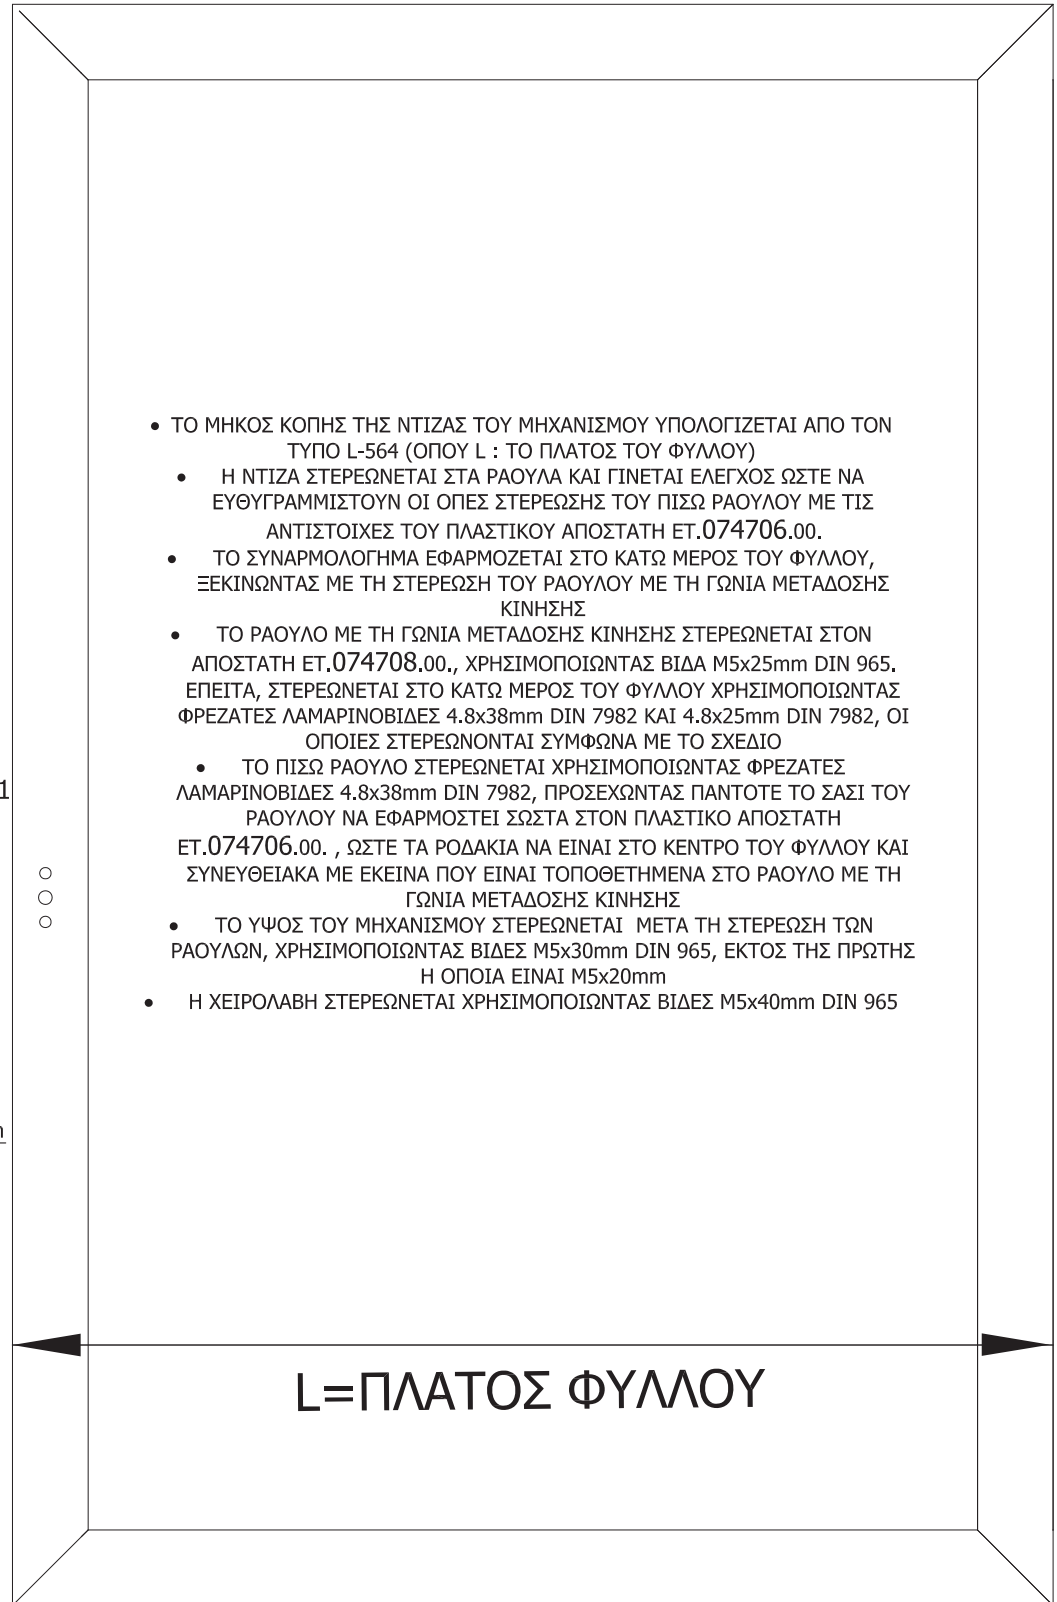 • ΤΟ ΜΗΚΟΣ ΚΟΠΗΣ ΤΗΣ ΝΤΙΖΑΣ ΤΟΥ ΜΗΧΑΝΙΣΜΟΥ ΥΠΟΛΟΓΙΖΕΤΑΙ ΑΠΟ ΤΟΝ
ΤΥΠΟ L-564 (ΟΠΟΥ L : ΤΟ ΠΛΑΤΟΣ ΤΟΥ ΦΥΛΛΟΥ)
• Η ΝΤΙΖΑ ΣΤΕΡΕΩΝΕΤΑΙ ΣΤΑ ΡΑΟΥΛΑ ΚΑΙ ΓΙΝΕΤΑΙ ΕΛΕΓΧΟΣ ΩΣΤΕ ΝΑ
ΕΥΘΥΓΡΑΜΜΙΣΤΟΥΝ ΟΙ ΟΠΕΣ ΣΤΕΡΕΩΣΗΣ ΤΟΥ ΠΙΣΩ ΡΑΟΥΛΟΥ ΜΕ ΤΙΣ
ΑΝΤΙΣΤΟΙΧΕΣ ΤΟΥ ΠΛΑΣΤΙΚΟΥ ΑΠΟΣΤΑΤΗ ΕΤ.074706.00.
• ΤΟ ΣΥΝΑΡΜΟΛΟΓΗΜΑ ΕΦΑΡΜΟΖΕΤΑΙ ΣΤΟ ΚΑΤΩ ΜΕΡΟΣ ΤΟΥ ΦΥΛΛΟΥ,
ΞΕΚΙΝΩΝΤΑΣ ΜΕ ΤΗ ΣΤΕΡΕΩΣΗ ΤΟΥ ΡΑΟΥΛΟΥ ΜΕ ΤΗ ΓΩΝΙΑ ΜΕΤΑΔΟΣΗΣ
ΚΙΝΗΣΗΣ
• ΤΟ ΡΑΟΥΛΟ ΜΕ ΤΗ ΓΩΝΙΑ ΜΕΤΑΔΟΣΗΣ ΚΙΝΗΣΗΣ ΣΤΕΡΕΩΝΕΤΑΙ ΣΤΟΝ
ΑΠΟΣΤΑΤΗ ΕΤ.074708.00., ΧΡΗΣΙΜΟΠΟΙΩΝΤΑΣ ΒΙΔΑ M5x25mm DIN 965.
ΕΠΕΙΤΑ, ΣΤΕΡΕΩΝΕΤΑΙ ΣΤΟ ΚΑΤΩ ΜΕΡΟΣ ΤΟΥ ΦΥΛΛΟΥ ΧΡΗΣΙΜΟΠΟΙΩΝΤΑΣ
ΦΡΕΖΑΤΕΣ ΛΑΜΑΡΙΝΟΒΙΔΕΣ 4.8x38mm DIN 7982 ΚΑΙ 4.8x25mm DIN 7982, ΟΙ
ΟΠΟΙΕΣ ΣΤΕΡΕΩΝΟΝΤΑΙ ΣΥΜΦΩΝΑ ΜΕ ΤΟ ΣΧΕΔΙΟ
• ΤΟ ΠΙΣΩ ΡΑΟΥΛΟ ΣΤΕΡΕΩΝΕΤΑΙ ΧΡΗΣΙΜΟΠΟΙΩΝΤΑΣ ΦΡΕΖΑΤΕΣ
1
ΛΑΜΑΡΙΝΟΒΙΔΕΣ 4.8x38mm DIN 7982, ΠΡΟΣΕΧΩΝΤΑΣ ΠΑΝΤΟΤΕ ΤΟ ΣΑΣΙ ΤΟΥ
ΡΑΟΥΛΟΥ ΝΑ ΕΦΑΡΜΟΣΤΕΙ ΣΩΣΤΑ ΣΤΟΝ ΠΛΑΣΤΙΚΟ ΑΠΟΣΤΑΤΗ
ΕΤ.074706.00. , ΩΣΤΕ ΤΑ ΡΟΔΑΚΙΑ ΝΑ ΕΙΝΑΙ ΣΤΟ ΚΕΝΤΡΟ ΤΟΥ ΦΥΛΛΟΥ ΚΑΙ
ΣΥΝΕΥΘΕΙΑΚΑ ΜΕ ΕΚΕΙΝΑ ΠΟΥ ΕΙΝΑΙ ΤΟΠΟΘΕΤΗΜΕΝΑ ΣΤΟ ΡΑΟΥΛΟ ΜΕ ΤΗ
ΓΩΝΙΑ ΜΕΤΑΔΟΣΗΣ ΚΙΝΗΣΗΣ
• ΤΟ ΥΨΟΣ ΤΟΥ ΜΗΧΑΝΙΣΜΟΥ ΣΤΕΡΕΩΝΕΤΑΙ ΜΕΤΑ ΤΗ ΣΤΕΡΕΩΣΗ ΤΩΝ
ΡΑΟΥΛΩΝ, ΧΡΗΣΙΜΟΠΟΙΩΝΤΑΣ ΒΙΔΕΣ M5x30mm DIN 965, ΕΚΤΟΣ ΤΗΣ ΠΡΩΤΗΣ
Η ΟΠΟΙΑ ΕΙΝΑΙ M5x20mm
• Η ΧΕΙΡΟΛΑΒΗ ΣΤΕΡΕΩΝΕΤΑΙ ΧΡΗΣΙΜΟΠΟΙΩΝΤΑΣ ΒΙΔΕΣ M5x40mm DIN 965
L=ΠΛΑΤΟΣ ΦΥΛΛΟΥ